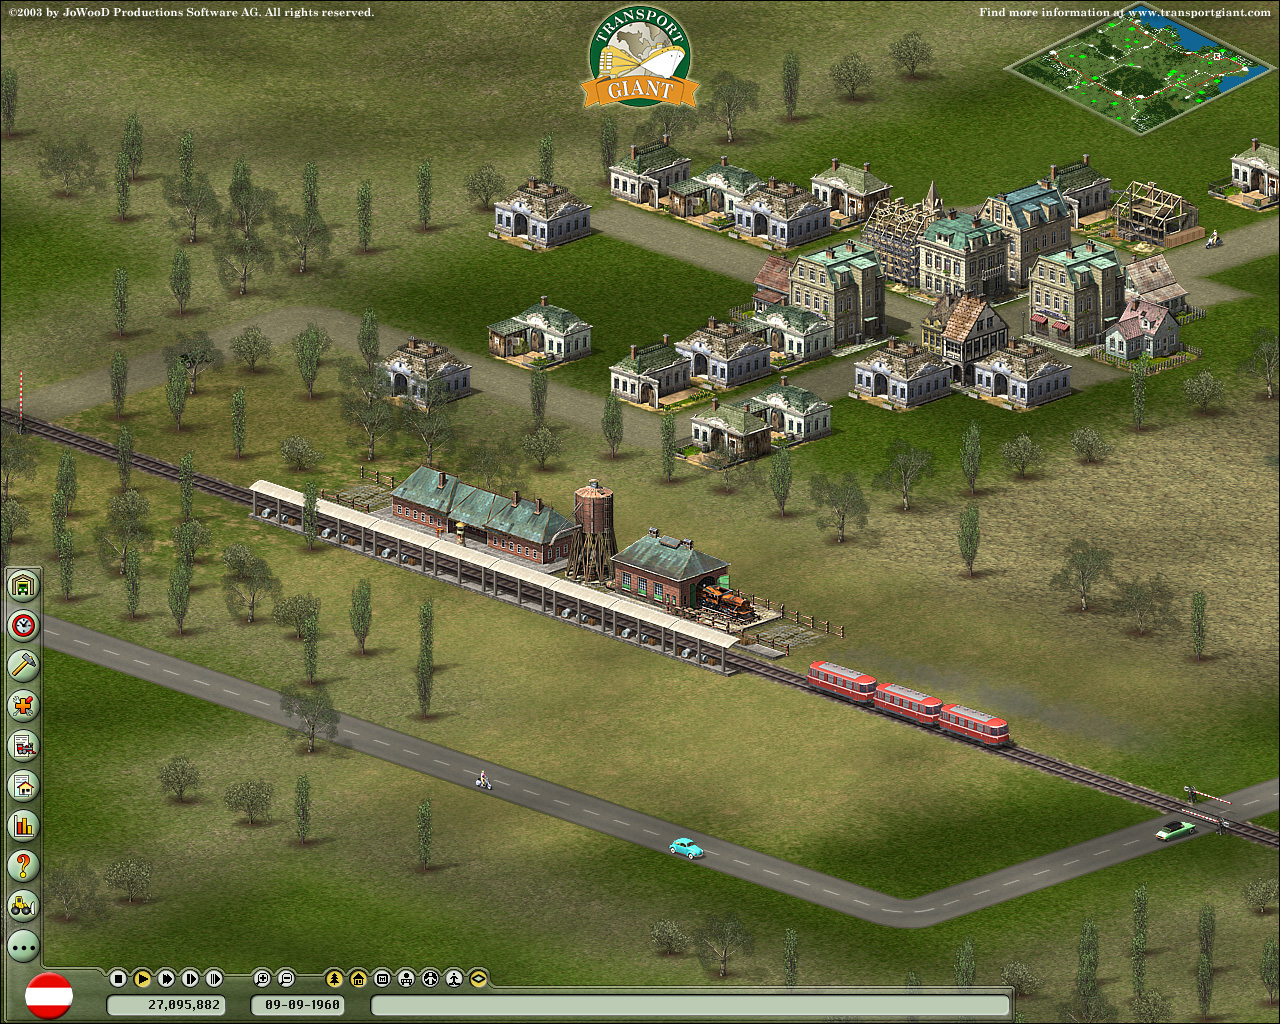 ©2003 by JoWooD Productions Software AG. All rights reserved.
Find more information at www.transportgiant.com
TRANSPORT
GIANT
27,095,882
09-09-1960